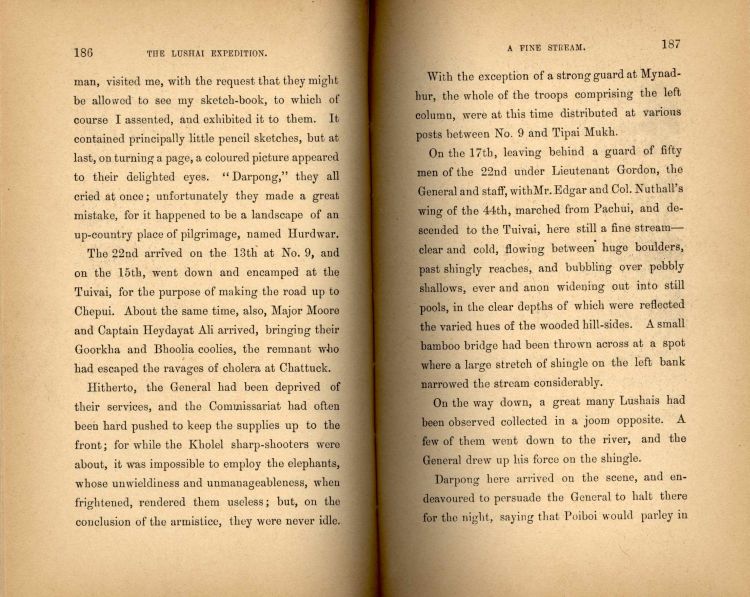 186 THE LUSHAI EXPEDITION.
man, visited me, with the request that they might
be allowed to see my sketch-book, to which of
course I assented, and exhibited it to them. It
contained principally little pencil sketches, but at
last, on turning a page, a coloured picture appeared
to their delighted eyes. "Darpong," they all
cried at once; unfortunately they made a great
mistake, for it happened to be a landscape of an
up-country place of pilgrimage, named Hurdwar.
The 22nd arrived on the 13th at No. 9, and
on the 15th, went down and encamped at the
Tuivai, for the purpose of making the road up to
Chepui. About the same time, also, Major Moore
and Captain Heydayat Ali arrived, bringing their
Goorkha and Bhoolia coolies, the remnant who
had escaped the ravages of cholera at Chattuck.
Hitherto, the General had been deprived of
their services, and the Commissariat had often
been hard pushed to keep the supplies up to the
front; for while the Kholel sharp-shooters were
about, it was impossible to employ the elephants,
whose unwieldiness and unmanageableness, when
frightened, rendered them useless; but, on the
conclusion of the armistice, they were never idle.
A FINE STREAM. 187
With the exception of a strong guard at Mynad-
hur, the whole of the troops comprising the left
column, were at this time distributed at various
posts between No. 9 and Tipai Mukh.
On the 17th, leaving behind a guard of fifty
men of the 22nd under Lieutenant Gordon, the
General and staff, with Mr. Edgar and Col. Nuthall's
wing of the 44th, marched from Pachui, and de-
scended to the Tuivai, here still a fine stream—
clear and cold, flowing between huge boulders,
past shingly reaches, and bubbling over pebbly
shallows, ever and anon widening out into still
pools, in the clear depths of which were reflected
the varied hues of the wooded hill-sides. A small
bamboo bridge had been thrown across at a spot
where a large stretch of shingle on the left bank
narrowed the stream considerably.
On the way down, a great many Lushais had
been observed collected in a joom opposite. A
few of them went down to the river, and the
General drew up his force on the shingle.
Darpong here arrived on the scene, and en-
deavoured to persuade the General to halt there
for the night, saying that Poiboi would parley in